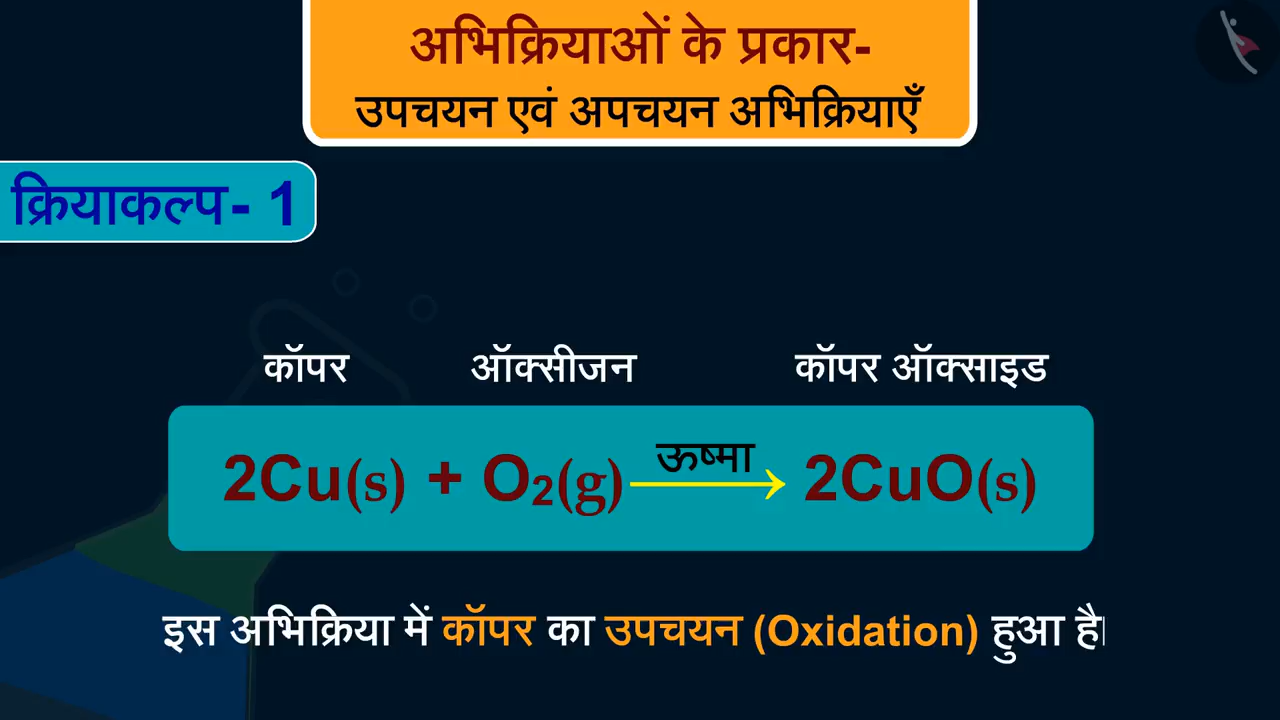 अभिक्रियाओं के प्रकार-
उपचयन एवं अपचयन अभिक्रियाएँ
क्रियाकल्प- 1
कॉपर ऑक्सीजन कॉपर ऑक्साइड
ऊष्मा
2Cu(s) + O₂(g) → 2CuO(s)
इस अभिक्रिया में कॉपर का उपचयन (Oxidation) हुआ है।